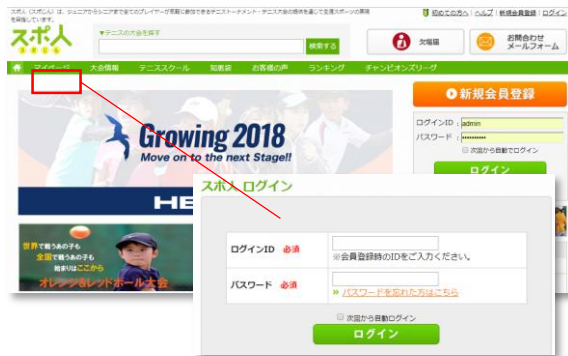 スポ人(スポじん)は、ジュニアからシニアまで全てのプレイヤーが気軽に参加できるテニストーナメント・テニス大会の提供を通じて生涯スポーツの発展を目指しています。
初めての方へ | ヘルプ | 新規会員登録 | ログイン
スポ人
▼テニスの大会を探す
検索する
欠場届
お問合わせ
メールフォーム
マイページ 大会情報 テニススクール 知恵袋 お客様の声 ランキング チャンピオンズリーグ
新規会員登録
Growing 2018
Move on to the next Stage!!
HE
ログインID : admin
パスワード : ••••••••••
次回から自動でログイン
ログイン
世界で戦うあの子も
全国で戦うあの子も
始まりはここから
オレンジ&レッドボール大会
スポ人 ログイン
ログインID 必須
※会員登録時のIDをご入力ください。
パスワード 必須
» パスワードを忘れた方はこちら
次回から自動ログイン
ログイン